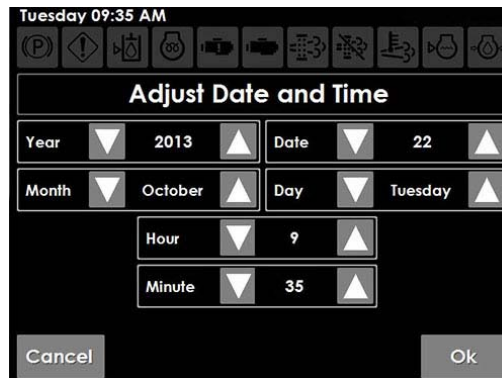 Tuesday 09:35 AM
Adjust Date and Time
Year 2013 Date 22
Month October Day Tuesday
Hour 9
Minute 35
Cancel Ok